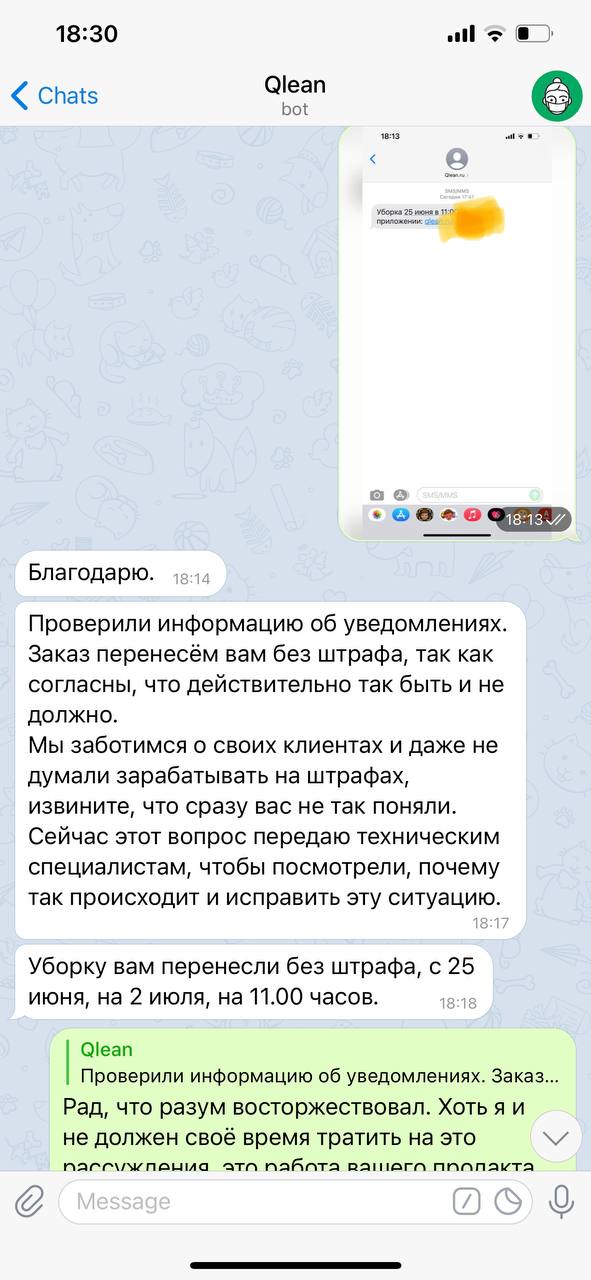 18:30
Chats
Qlean
bot
18:13
Qlean.ru
SMS/MMS
Сегодня 17:47
Уборка 25 июня в 11:0
приложении: qlean
SMS/MMS
18:13
Благодарю. 18:14
Проверили информацию об уведомлениях.
Заказ перенесём вам без штрафа, так как
согласны, что действительно так быть и не
должно.
Мы заботимся о своих клиентах и даже не
думали зарабатывать на штрафах,
извините, что сразу вас не так поняли.
Сейчас этот вопрос передаю техническим
специалистам, чтобы посмотрели, почему
так происходит и исправить эту ситуацию.
18:17
Уборку вам перенесли без штрафа, с 25
июня, на 2 июля, на 11.00 часов. 18:18
Qlean
Проверили информацию об уведомлениях. Заказ...
Рад, что разум восторжествовал. Хоть я и
не должен своё время тратить на это
рассуждения, это работа вашего продакта
Message